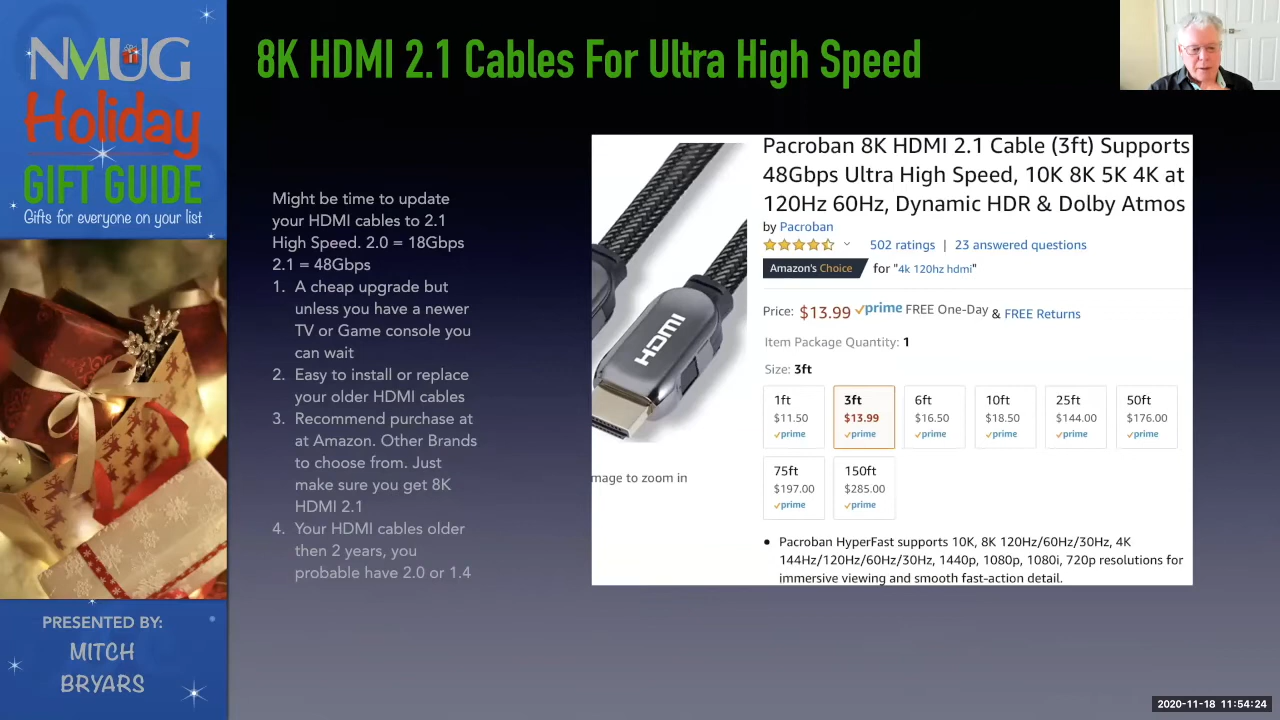 NMUG
Holiday
GIFT GUIDE
Gifts for everyone on your list
PRESENTED BY:
MITCH
BRYARS
8K HDMI 2.1 Cables For Ultra High Speed
Might be time to update
your HDMI cables to 2.1
High Speed. 2.0 = 18Gbps
2.1 = 48Gbps
1. A cheap upgrade but
unless you have a newer
TV or Game console you
can wait
2. Easy to install or replace
your older HDMI cables
3. Recommend purchase at
at Amazon. Other Brands
to choose from. Just
make sure you get 8K
HDMI 2.1
4. Your HDMI cables older
then 2 years, you
probable have 2.0 or 1.4
HDMI
mage to zoom in
Pacroban 8K HDMI 2.1 Cable (3ft) Supports
48Gbps Ultra High Speed, 10K 8K 5K 4K at
120Hz 60Hz, Dynamic HDR & Dolby Atmos
by Pacroban
502 ratings | 23 answered questions
Amazon's Choice for "4k 120hz hdmi"
Price: $13.99 prime FREE One-Day & FREE Returns
Item Package Quantity: 1
Size: 3ft
1ft 3ft 6ft 10ft 25ft 50ft
$11.50 $13.99 $16.50 $18.50 $144.00 $176.00
prime prime prime prime prime prime
75ft 150ft
$197.00 $285.00
prime prime
• Pacroban HyperFast supports 10K, 8K 120Hz/60Hz/30Hz, 4K
144Hz/120Hz/60Hz/30Hz, 1440p, 1080p, 1080i, 720p resolutions for
immersive viewing and smooth fast-action detail.
2020-11-18 11:54:24